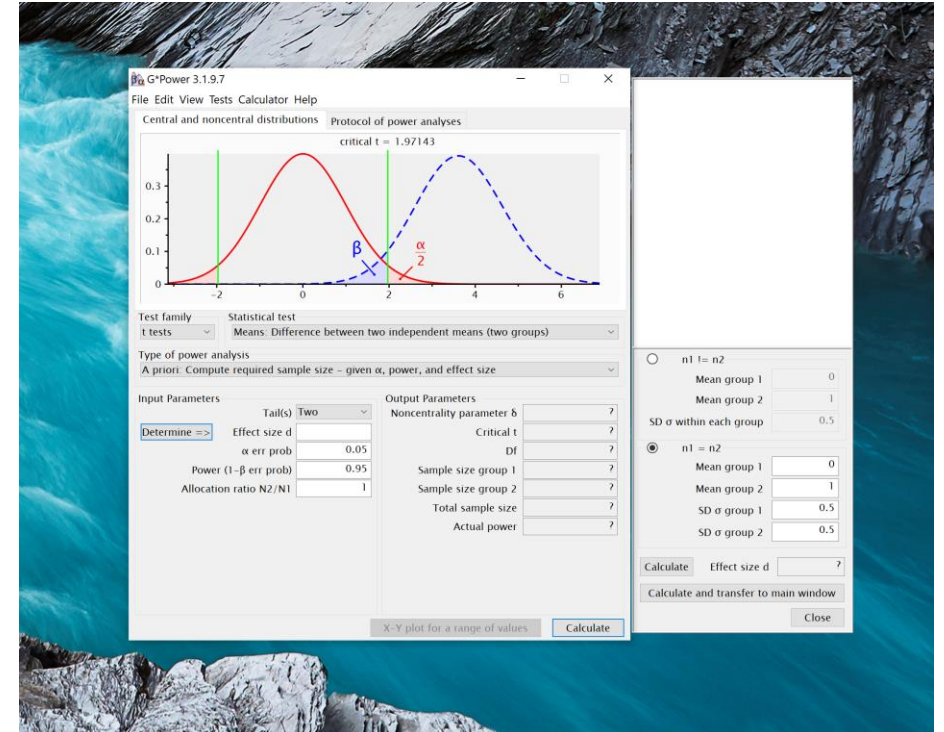 G*Power 3.1.9.7
File Edit View Tests Calculator Help
Central and noncentral distributions Protocol of power analyses
critical t = 1.97143
0.3
0.2
0.1
0
-2 0 2 4 6
β
α
2
Test family Statistical test
t tests Means: Difference between two independent means (two groups)
Type of power analysis
A priori: Compute required sample size – given α, power, and effect size
Input Parameters Output Parameters
Tail(s) Two Noncentrality parameter δ ?
Determine => Effect size d Critical t ?
α err prob 0.05 Df ?
Power (1-β err prob) 0.95 Sample size group 1 ?
Allocation ratio N2/N1 1 Sample size group 2 ?
Total sample size ?
Actual power ?
X-Y plot for a range of values Calculate
n1 != n2
Mean group 1 0
Mean group 2 1
SD σ within each group 0.5
n1 = n2
Mean group 1 0
Mean group 2 1
SD σ group 1 0.5
SD σ group 2 0.5
Calculate Effect size d ?
Calculate and transfer to main window
Close